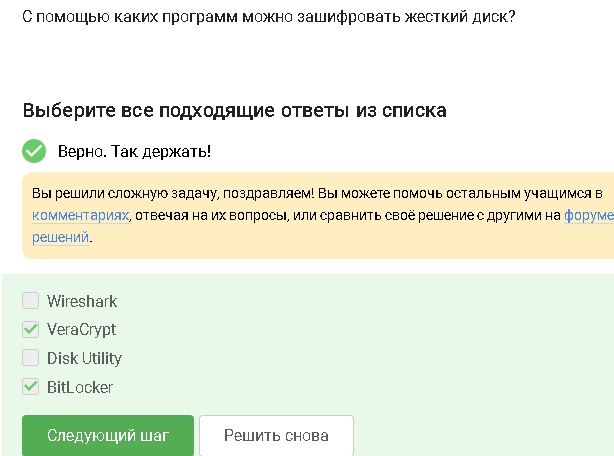 С помощью каких программ можно зашифровать жесткий диск?
Выберите все подходящие ответы из списка
Верно. Так держать!
Вы решили сложную задачу, поздравляем! Вы можете помочь остальным учащимся в
комментариях, отвечая на их вопросы, или сравнить своё решение с другими на форуме
решений.
Wireshark
VeraCrypt
Disk Utility
BitLocker
Следующий шаг
Решить снова